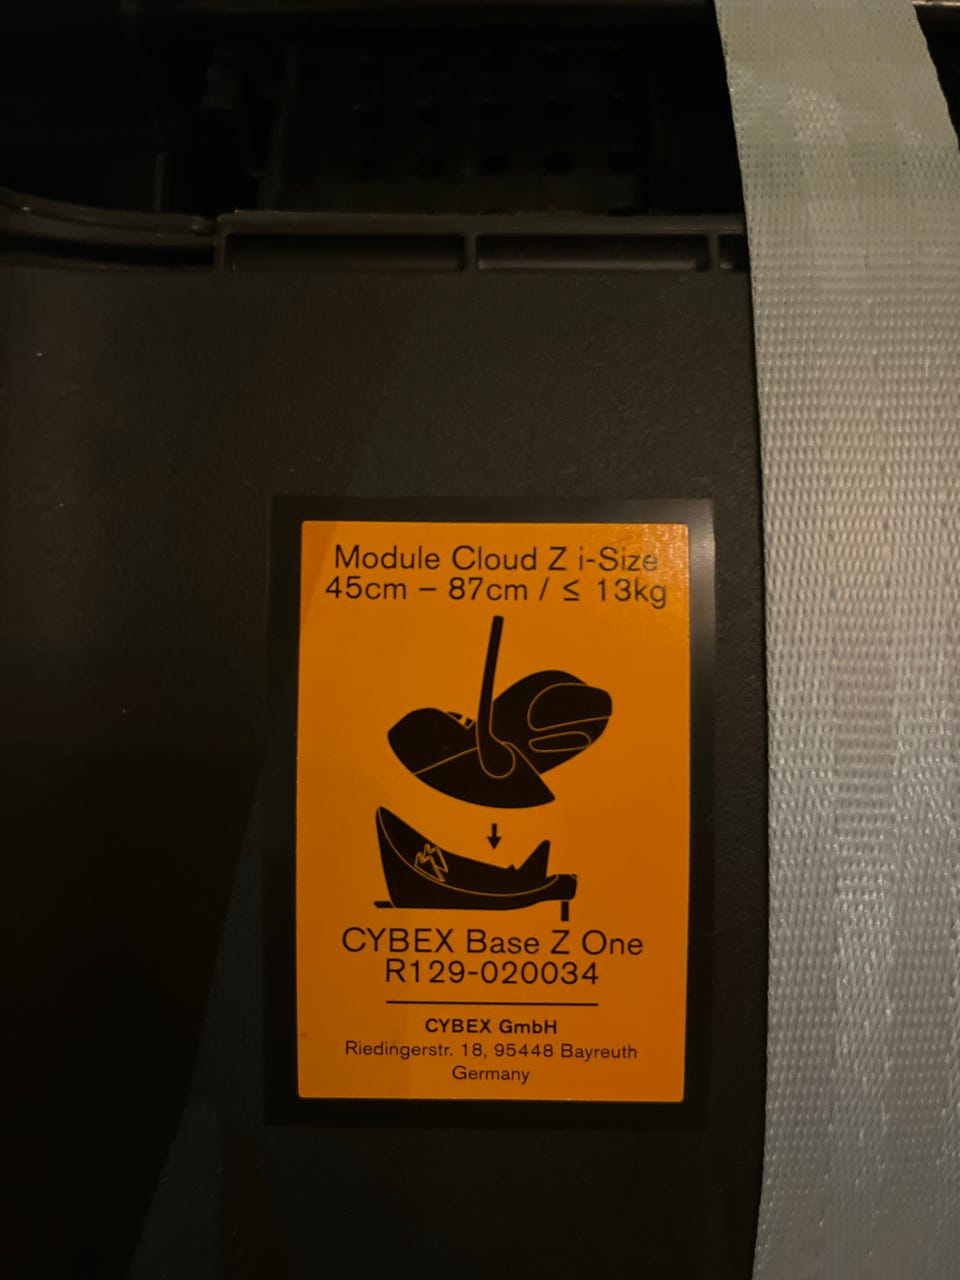 Module Cloud Z i-Size
45cm – 87cm / ≤ 13kg
CYBEX Base Z One
R129-020034
CYBEX GmbH
Riedingerstr. 18, 95448 Bayreuth
Germany